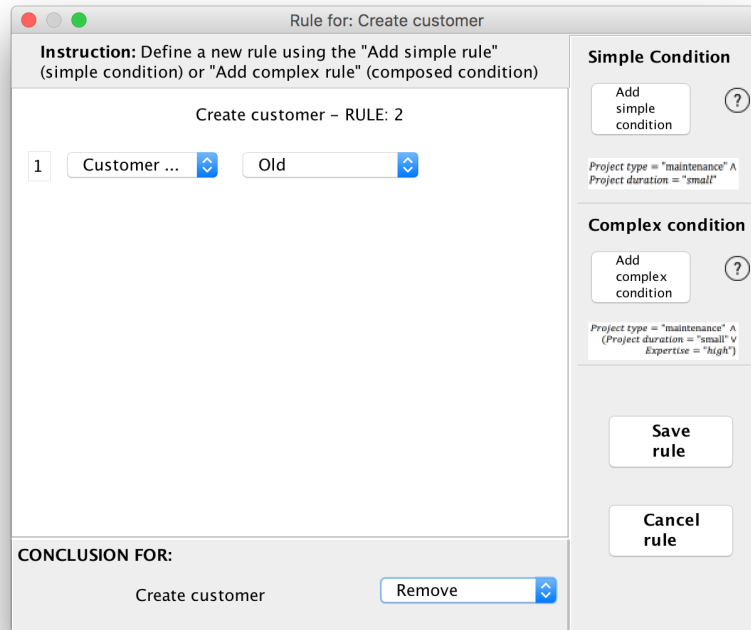 Rule for: Create customer
Instruction: Define a new rule using the "Add simple rule"
(simple condition) or "Add complex rule" (composed condition)
Create customer – RULE: 2
1 Customer ... Old
Simple Condition
Add
simple
condition
?
Project type = "maintenance" ∧
Project duration = "small"
Complex condition
Add
complex
condition
?
Project type = "maintenance" ∧
(Project duration = "small" ∨
Expertise = "high")
Save
rule
Cancel
rule
CONCLUSION FOR:
Create customer Remove